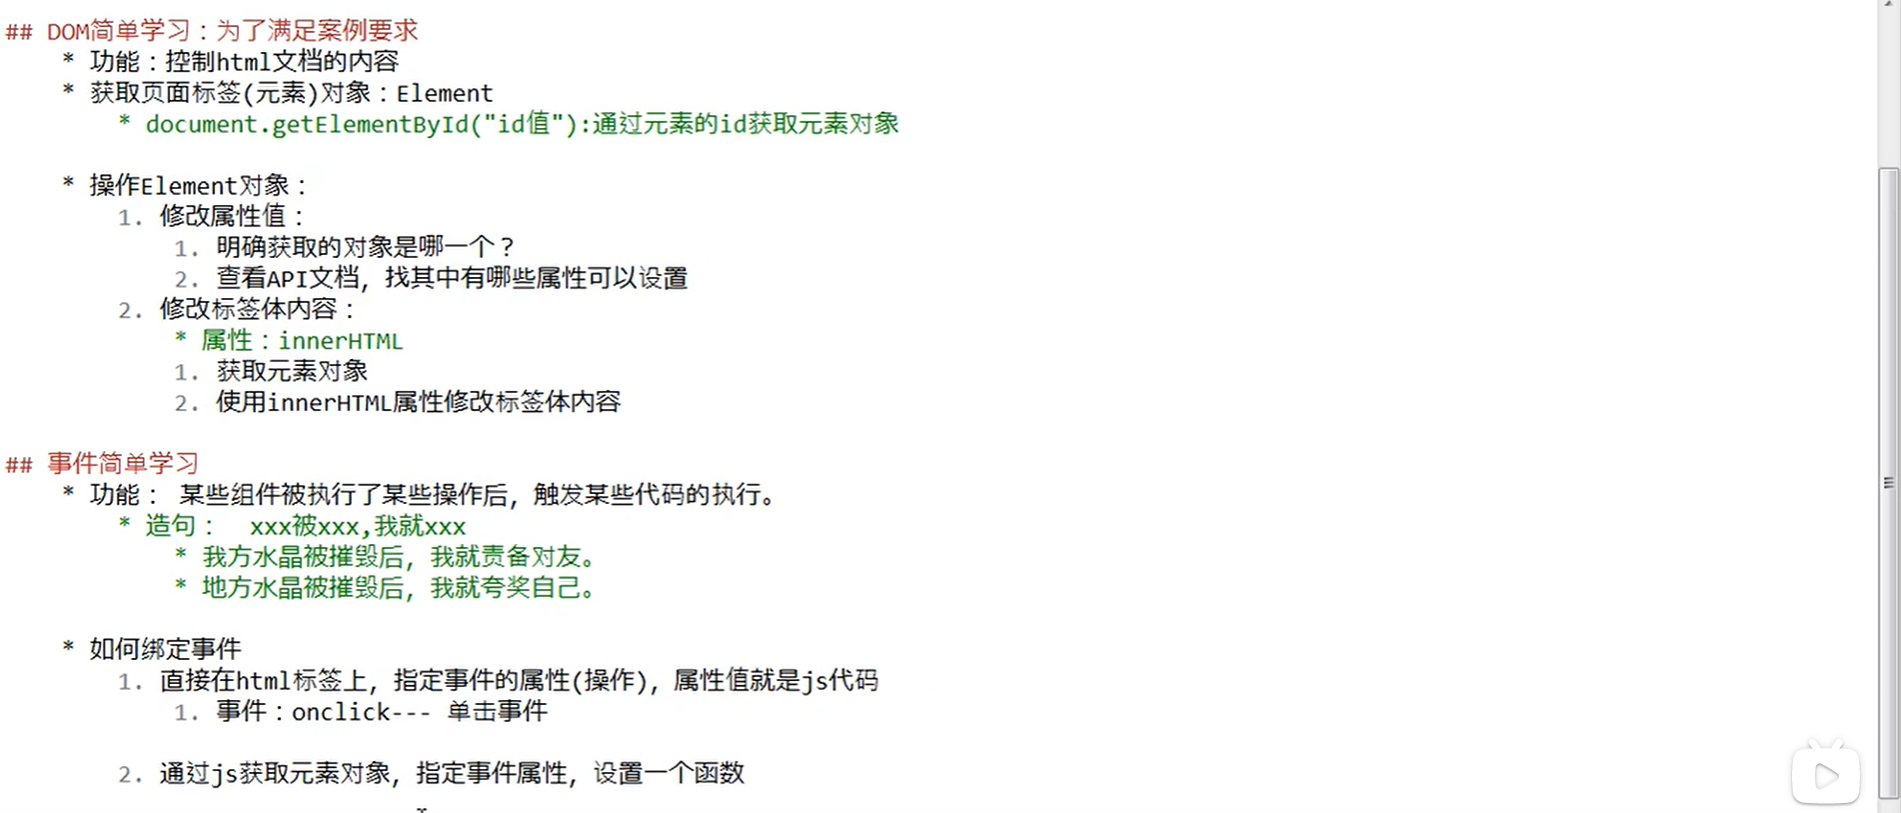 ## DOM简单学习：为了满足案例要求
* 功能：控制html文档的内容
* 获取页面标签(元素)对象：Element
* document.getElementById("id值"):通过元素的id获取元素对象
* 操作Element对象：
1. 修改属性值：
1. 明确获取的对象是哪一个？
2. 查看API文档，找其中有哪些属性可以设置
2. 修改标签体内容：
* 属性：innerHTML
1. 获取元素对象
2. 使用innerHTML属性修改标签体内容
## 事件简单学习
* 功能： 某些组件被执行了某些操作后，触发某些代码的执行。
* 造句： xxx被xxx,我就xxx
* 我方水晶被摧毁后，我就责备对友。
* 地方水晶被摧毁后，我就夸奖自己。
* 如何绑定事件
1. 直接在html标签上，指定事件的属性(操作)，属性值就是js代码
1. 事件：onclick--- 单击事件
2. 通过js获取元素对象，指定事件属性，设置一个函数